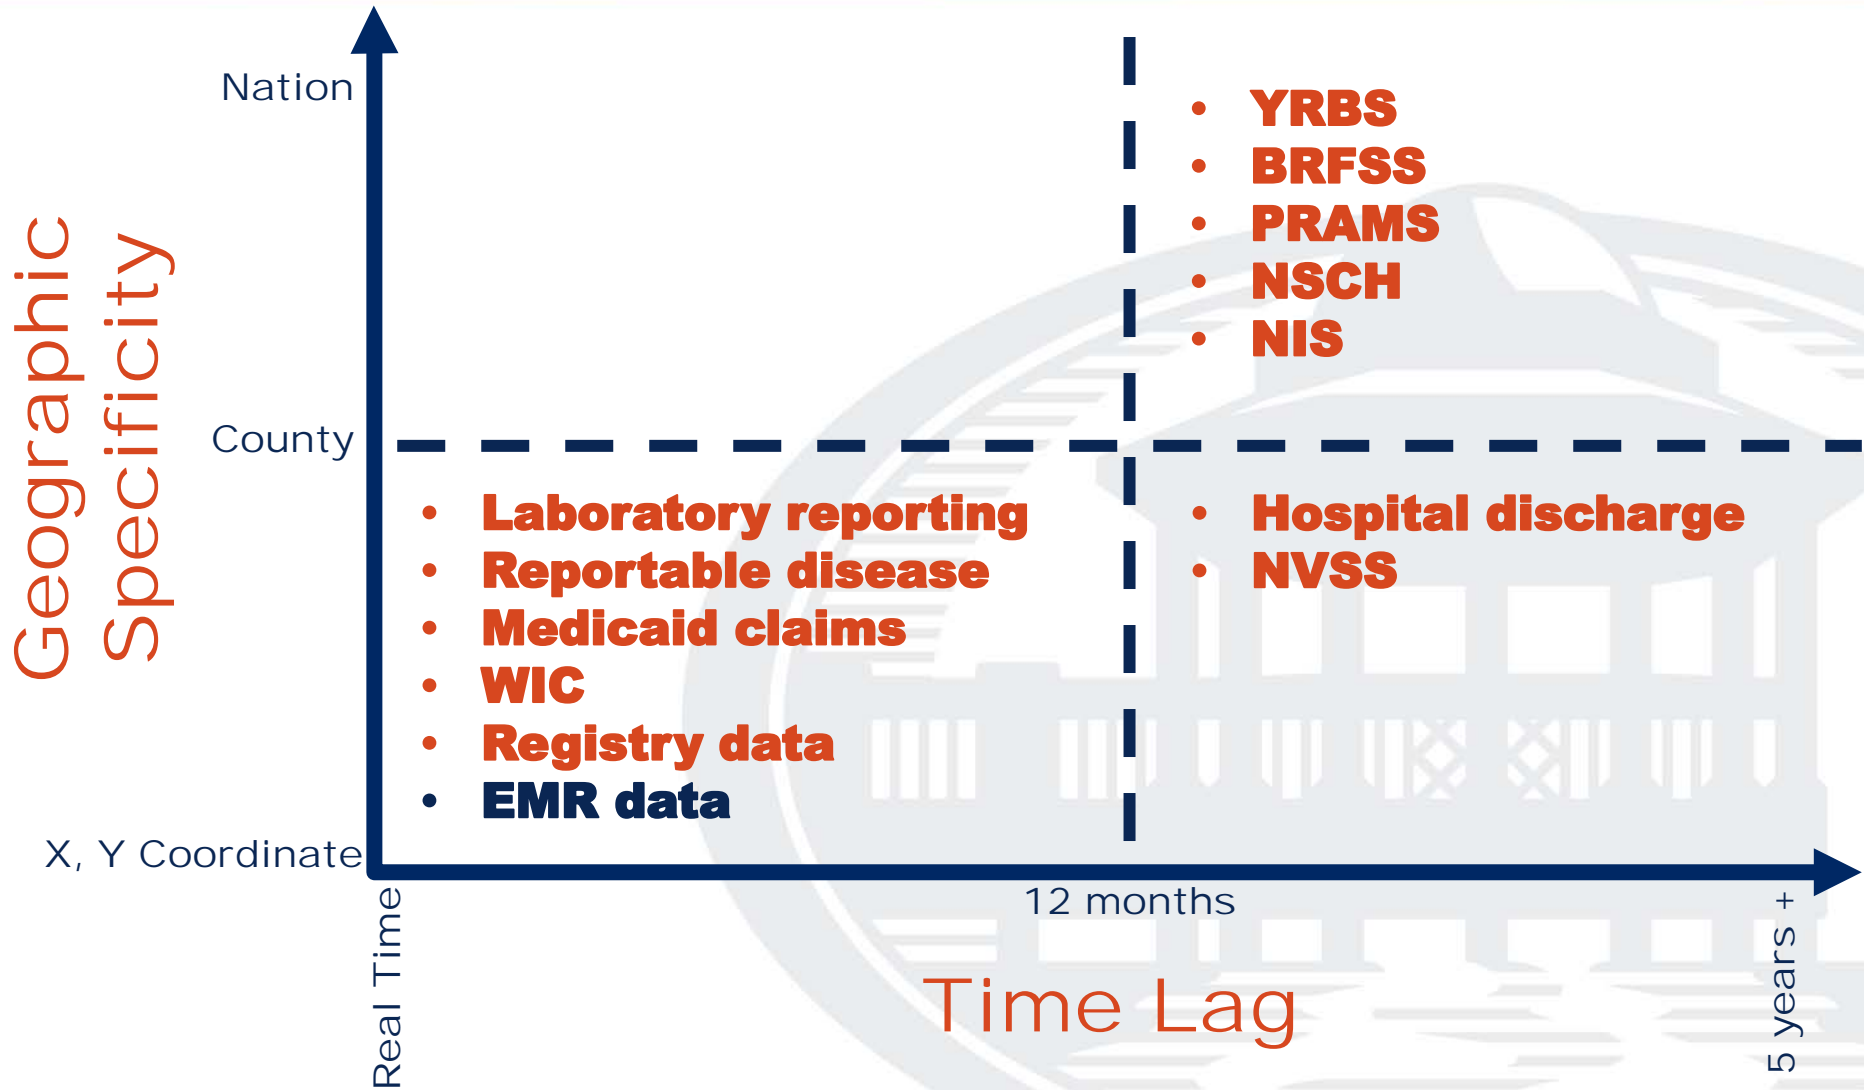 Geographic
Specificity
Nation
County
X, Y Coordinate
• YRBS
• BRFSS
• PRAMS
• NSCH
• NIS
• Laboratory reporting
• Reportable disease
• Medicaid claims
• WIC
• Registry data
• EMR data
• Hospital discharge
• NVSS
Real Time
12 months
5 years +
Time Lag